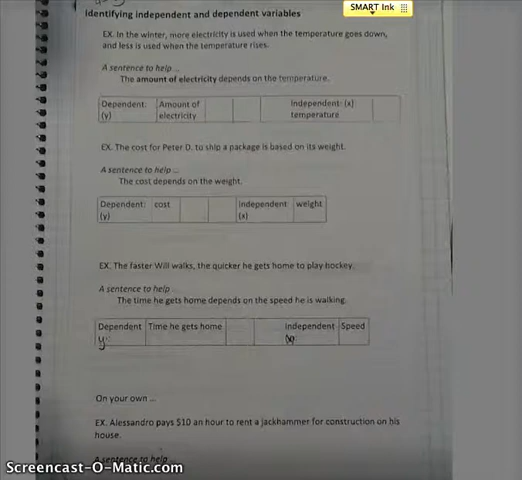 SMART Ink
Identifying independent and dependent variables
EX. In the winter, more electricity is used when the temperature goes down,
and less is used when the temperature rises.
A sentence to help...
The amount of electricity depends on the temperature.
Dependent: Amount of Independent: (x)
(y) electricity temperature
EX. The cost for Peter D. to ship a package is based on its weight.
A sentence to help ...
The cost depends on the weight.
Dependent: cost Independent weight
(y) (x)
EX. The faster Will walks, the quicker he gets home to play hockey.
A sentence to help ...
The time he gets home depends on the speed he is walking.
Dependent Time he gets home Independent Speed
y: (x):
On your own ...
EX. Alessandro pays $10 an hour to rent a jackhammer for construction on his
house.
A sentence to help ...
Screencast-O-Matic.com